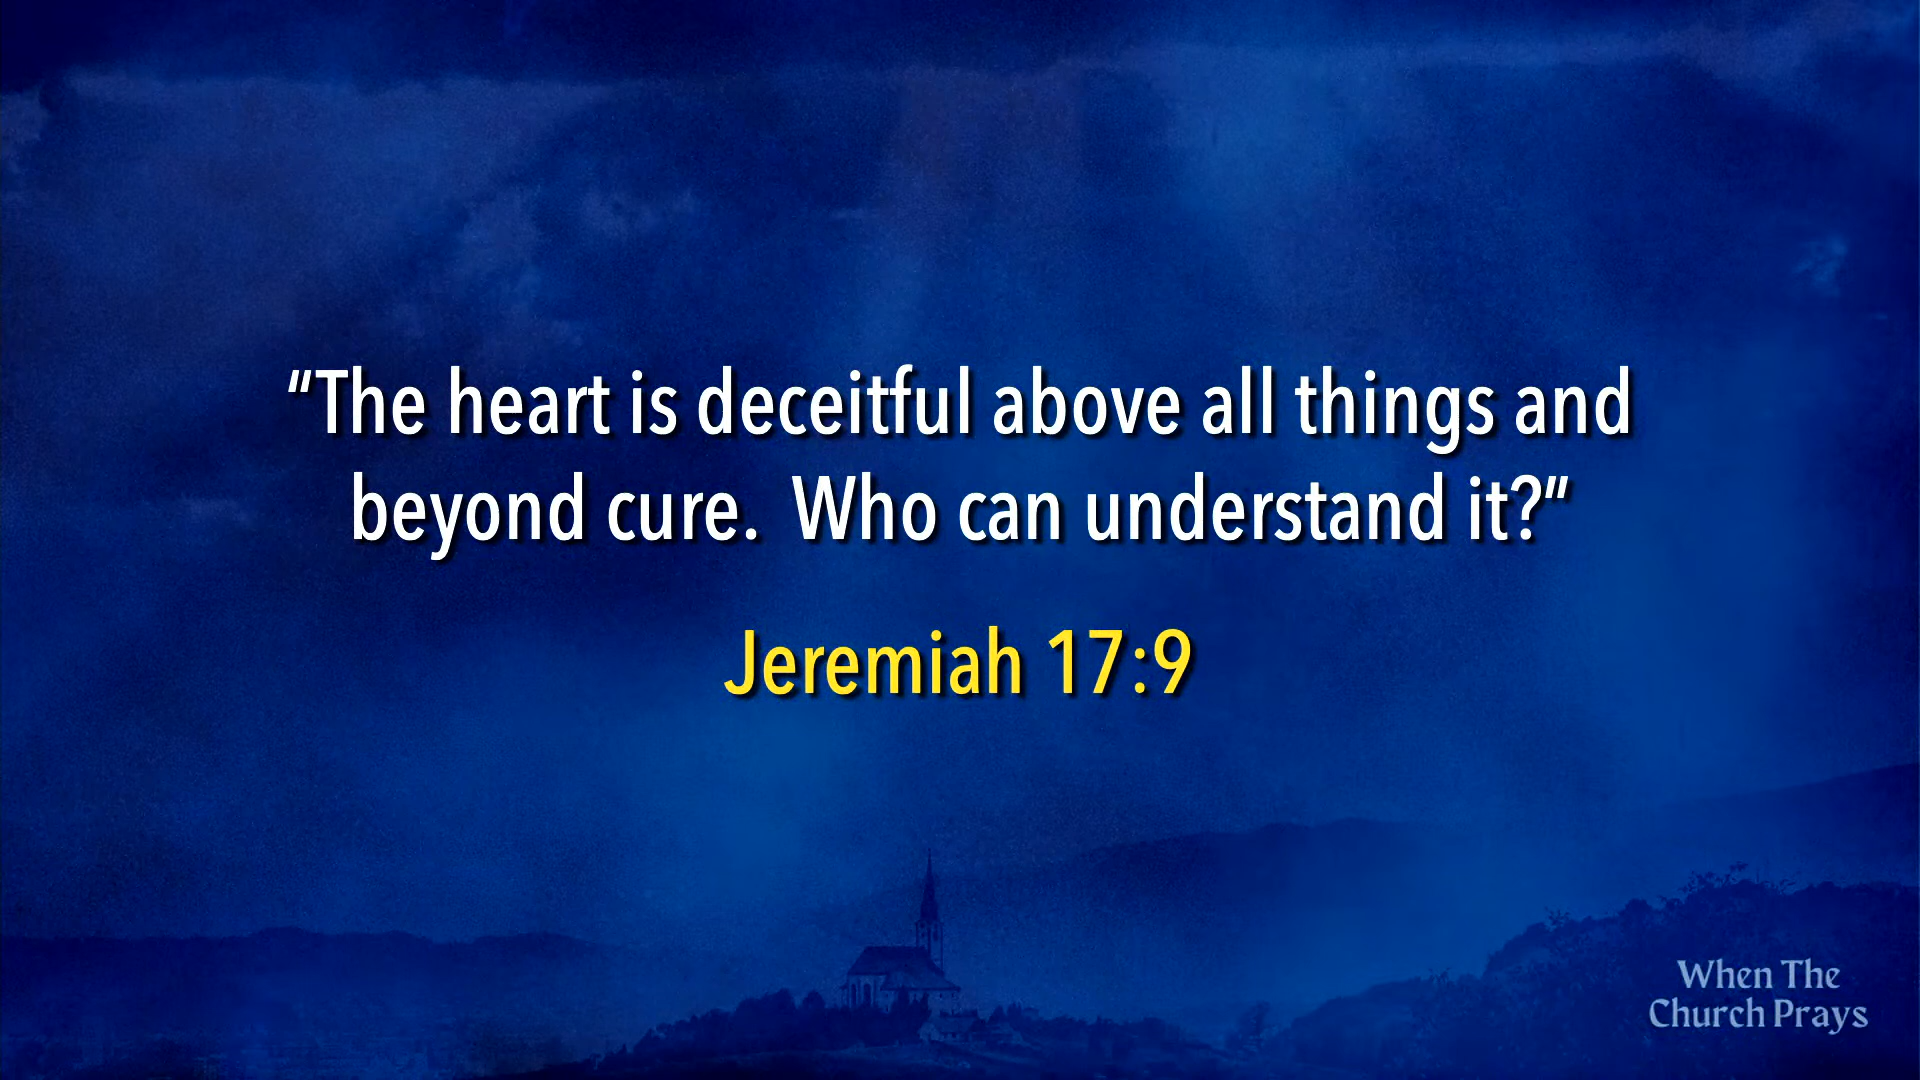 “The heart is deceitful above all things and
beyond cure.  Who can understand it?”
Jeremiah 17:9
When The
Church Prays